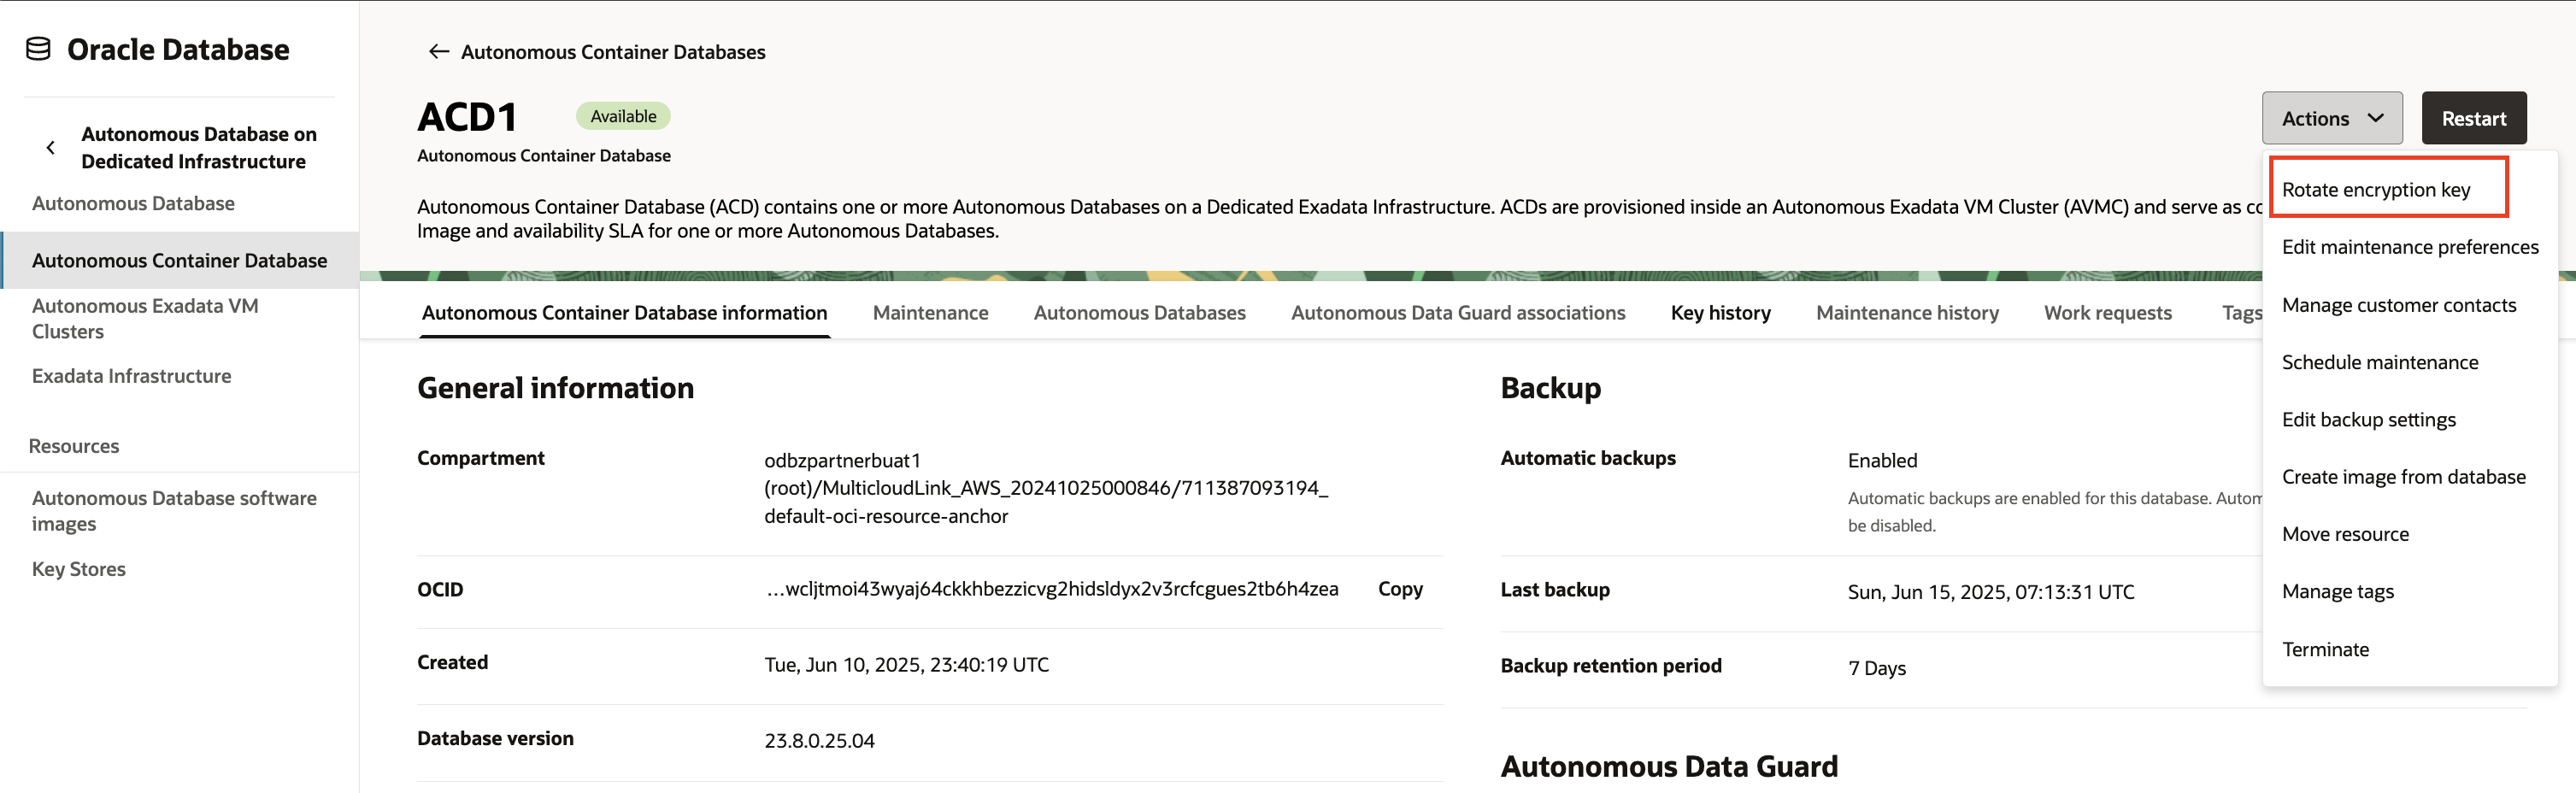 Oracle Database
Autonomous Database on
Dedicated Infrastructure
Autonomous Database
Autonomous Container Database
Autonomous Exadata VM
Clusters
Exadata Infrastructure
Resources
Autonomous Database software
images
Key Stores
Autonomous Container Databases
ACD1
Available
Autonomous Container Database
Autonomous Container Database (ACD) contains one or more Autonomous Databases on a Dedicated Exadata Infrastructure. ACDs are provisioned inside an Autonomous Exadata VM Cluster (AVMC) and serve as co
Image and availability SLA for one or more Autonomous Databases.
Actions
Restart
Rotate encryption key
Edit maintenance preferences
Manage customer contacts
Schedule maintenance
Edit backup settings
Create image from database
Move resource
Manage tags
Terminate
Autonomous Container Database information
Maintenance
Autonomous Databases
Autonomous Data Guard associations
Key history
Maintenance history
Work requests
Tags
General information
Compartment
odbzpartnerbuat1
(root)/MulticloudLink_AWS_20241025000846/711387093194_
default-oci-resource-anchor
OCID
...wcljtmoi43wyaj64ckkhbezzicvg2hidsldyx2v3rcfcgues2tb6h4zea
Copy
Created
Tue, Jun 10, 2025, 23:40:19 UTC
Database version
23.8.0.25.04
Backup
Automatic backups
Enabled
Automatic backups are enabled for this database. Autom
be disabled.
Last backup
Sun, Jun 15, 2025, 07:13:31 UTC
Backup retention period
7 Days
Autonomous Data Guard